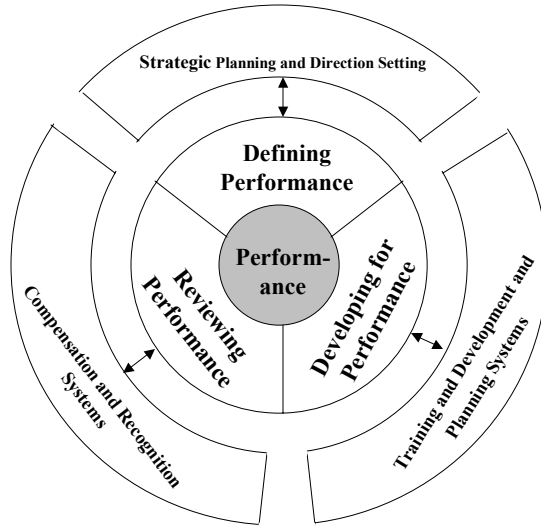 Strategic Planning and Direction Setting
Defining
Performance
Perform-
ance
Reviewing
Performance
Developing for
Performance
Compensation and Recognition
Systems
Training and Development and
Planning Systems